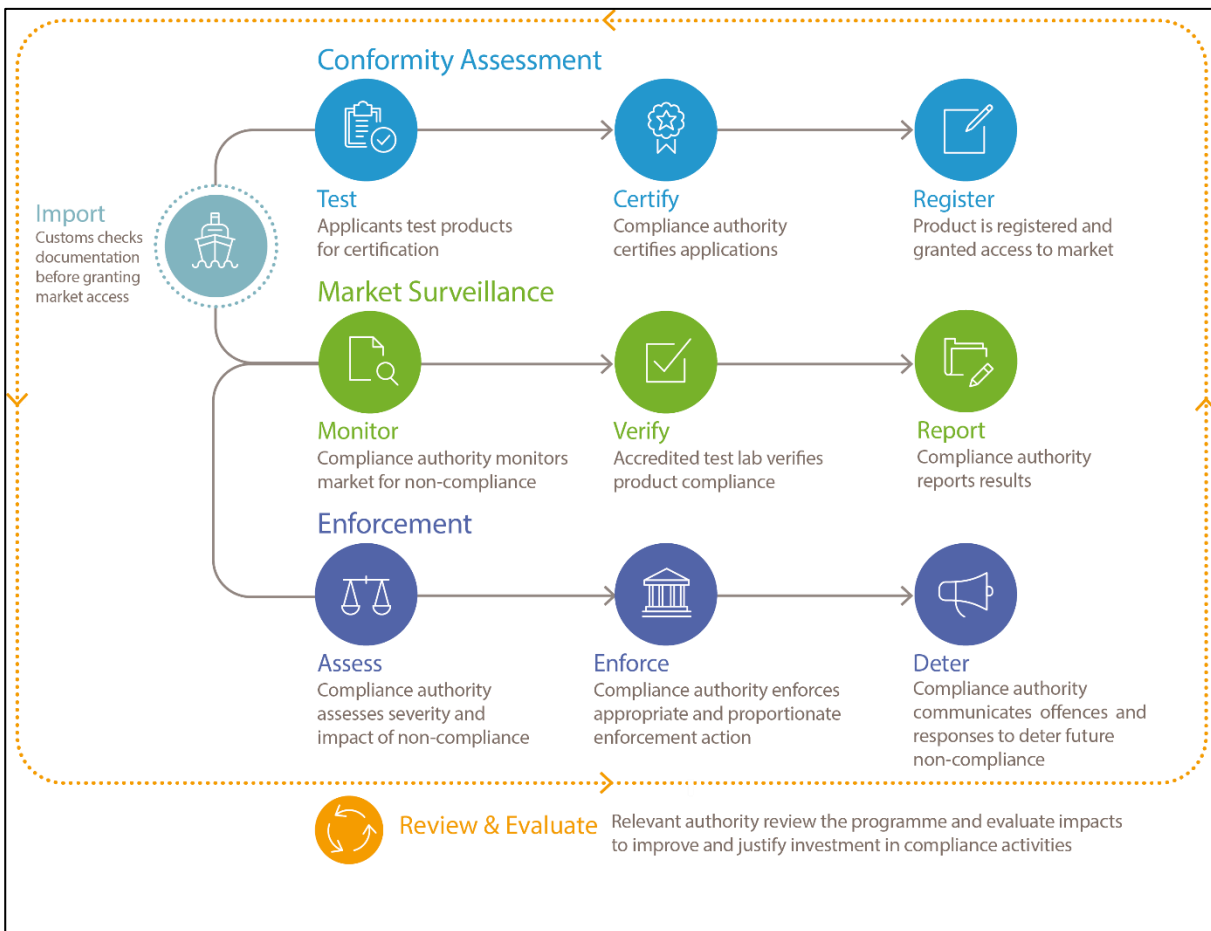 Conformity Assessment
Test
Applicants test products
for certification
Certify
Compliance authority
certifies applications
Register
Product is registered and
granted access to market
Import
Customs checks
documentation
before granting
market access
Market Surveillance
Monitor
Compliance authority monitors
market for non-compliance
Verify
Accredited test lab verifies
product compliance
Report
Compliance authority
reports results
Enforcement
Assess
Compliance authority
assesses severity and
impact of non-compliance
Enforce
Compliance authority enforces
appropriate and proportionate
enforcement action
Deter
Compliance authority
communicates offences and
responses to deter future
non-compliance
Review & Evaluate
Relevant authority review the programme and evaluate impacts
to improve and justify investment in compliance activities